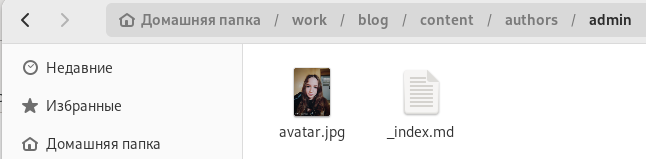 Домашняя папка / work / blog / content / authors / admin
Недавние
Избранные
Домашняя папка
avatar.jpg
_index.md